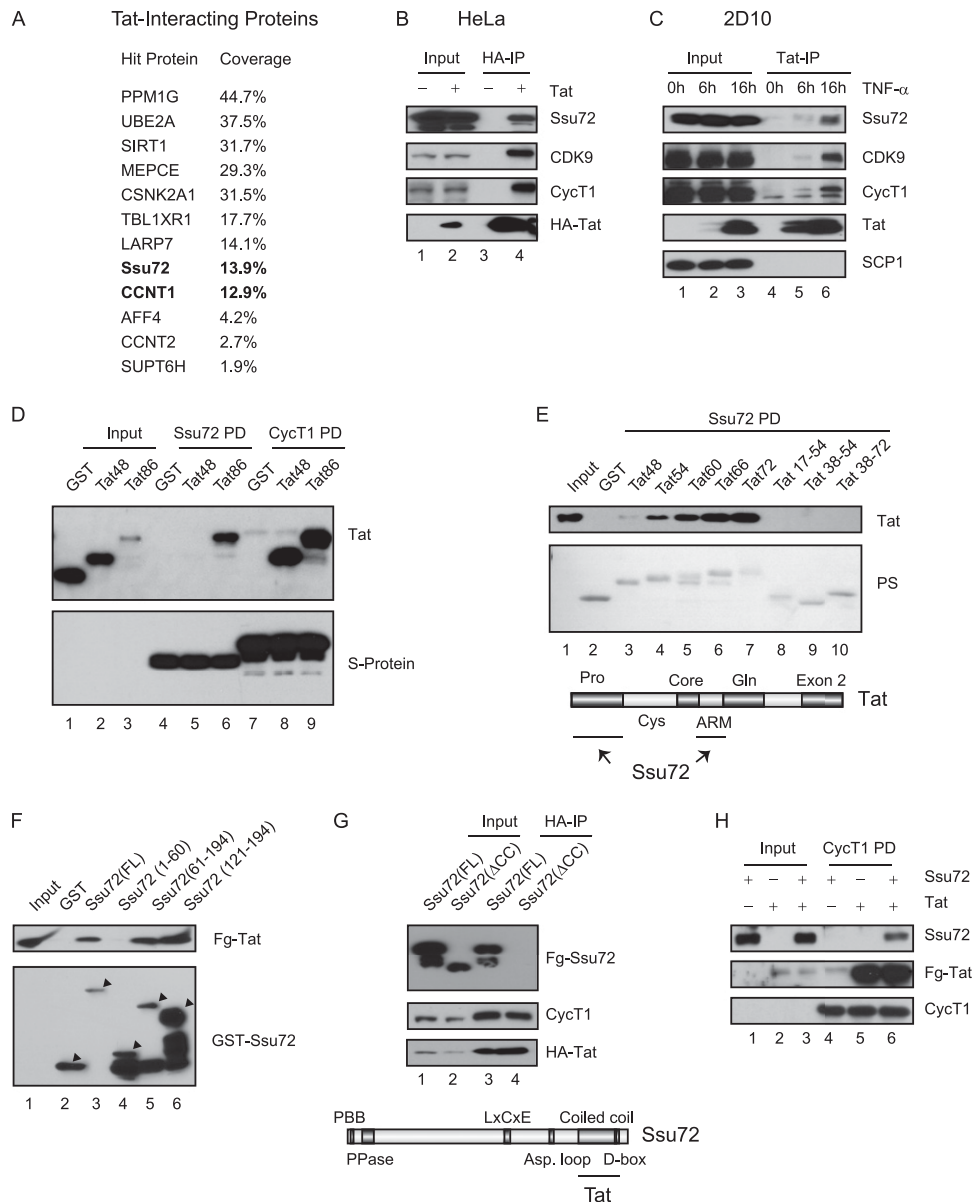 A
Tat-Interacting Proteins
Hit Protein Coverage
PPM1G 44.7%
UBE2A 37.5%
SIRT1 31.7%
MEPCE 29.3%
CSNK2A1 31.5%
TBL1XR1 17.7%
LARP7 14.1%
Ssu72 13.9%
CCNT1 12.9%
AFF4 4.2%
CCNT2 2.7%
SUPT6H 1.9%
B
HeLa
Input HA-IP
– + – + Tat
Ssu72
CDK9
CycT1
HA-Tat
1 2 3 4
C
2D10
Input Tat-IP
0h 6h 16h 0h 6h 16h TNF-α
Ssu72
CDK9
CycT1
Tat
SCP1
1 2 3 4 5 6
D
Input Ssu72 PD CycT1 PD
GST Tat48 Tat86 GST Tat48 Tat86 GST Tat48 Tat86
Tat
S-Protein
1 2 3 4 5 6 7 8 9
E
Ssu72 PD
Input GST Tat48 Tat54 Tat60 Tat66 Tat72 Tat 17-54 Tat 38-54 Tat 38-72
Tat
PS
1 2 3 4 5 6 7 8 9 10
Pro Core Gln Exon 2
Tat
Cys ARM
Ssu72
F
Input GST Ssu72(FL) Ssu72 (1-60) Ssu72(61-194) Ssu72 (121-194)
Fg-Tat
GST-Ssu72
1 2 3 4 5 6
G
Input HA-IP
Ssu72(FL) Ssu72(ΔCC) Ssu72(FL) Ssu72(ΔCC)
Fg-Ssu72
CycT1
HA-Tat
1 2 3 4
PBB LxCxE Coiled coil
Ssu72
PPase Asp. loop D-box
Tat
H
Input CycT1 PD
+ – + + – + Ssu72
– + + – + + Tat
Ssu72
Fg-Tat
CycT1
1 2 3 4 5 6